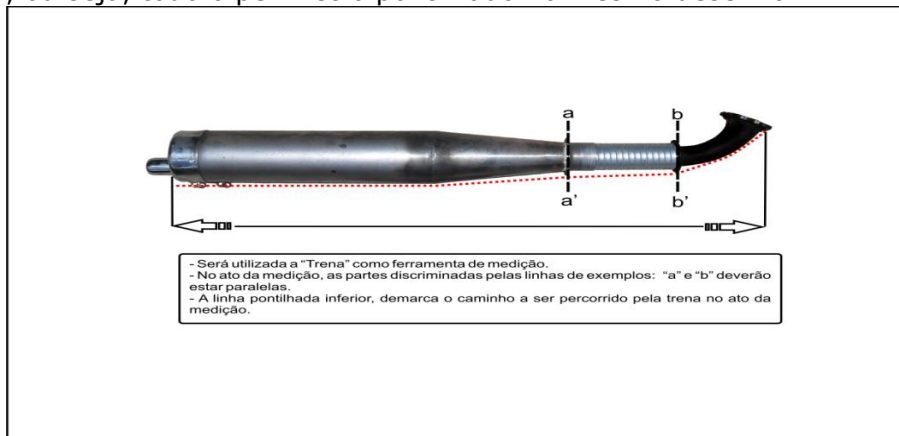 a b
a' b'
- Será utilizada a "Trena" como ferramenta de medição.
- No ato da medição, as partes discriminadas pelas linhas de exemplos: "a" e "b" deverão
estar paralelas.
- A linha pontilhada inferior, demarca o caminho a ser percorrido pela trena no ato da
medição.